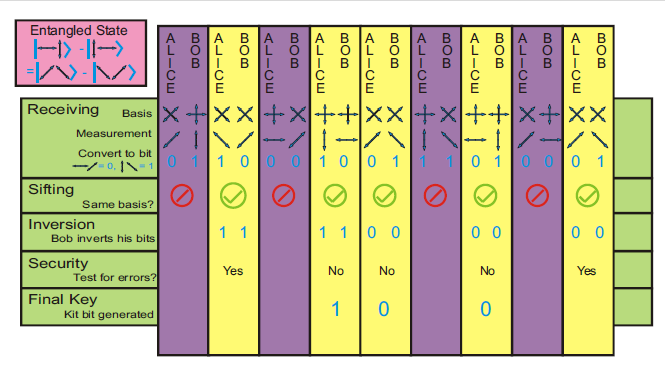 Entangled State
ALICE BOB ALICE BOB ALICE BOB ALICE BOB ALICE BOB ALICE BOB ALICE BOB ALICE BOB ALICE BOB
Receiving Basis
Measurement
Convert to bit
= 0, = 1
0 1 1 0 0 0 1 0 0 1 1 1 0 1 0 0 0 1
Sifting
Same basis?
Inversion
Bob inverts his bits
1 1 1 1 0 0 0 0 0 0
Security
Test for errors?
Yes No No No Yes
Final Key
Kit bit generated
1 0 0